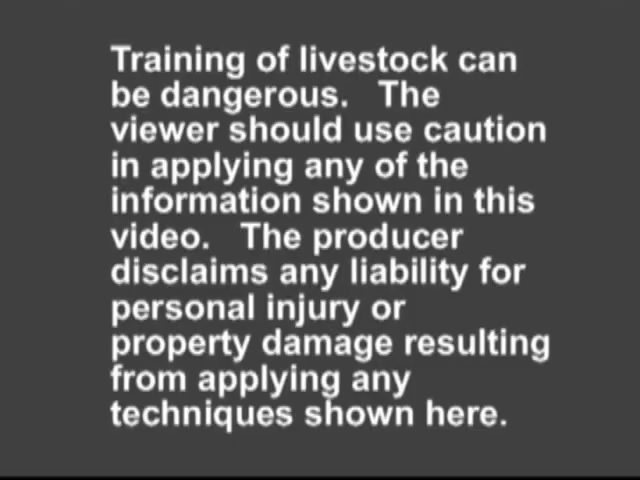 Training of livestock can
be dangerous.   The
viewer should use caution
in applying any of the
information shown in this
video.   The producer
disclaims any liability for
personal injury or
property damage resulting
from applying any
techniques shown here.